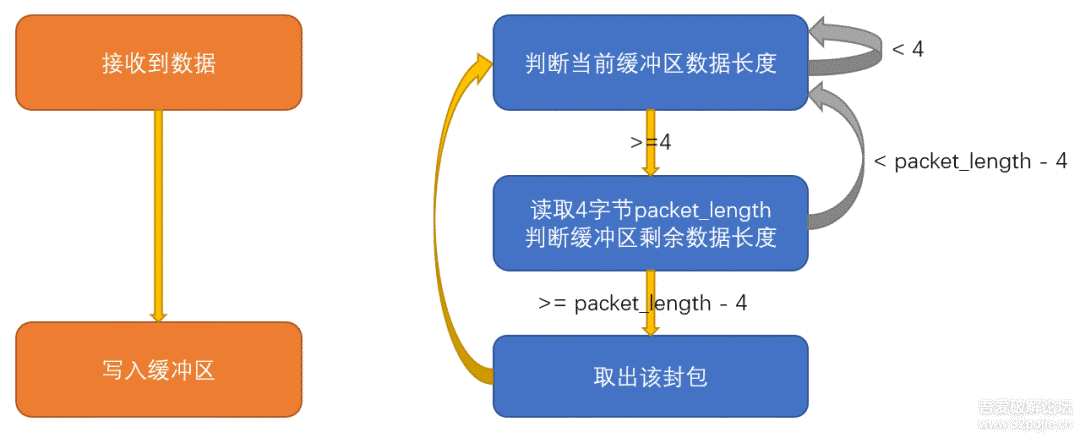 接收到数据
写入缓冲区
判断当前缓冲区数据长度
< 4
>=4
< packet_length - 4
读取4字节packet_length
判断缓冲区剩余数据长度
>= packet_length - 4
取出该封包
吾爱破解论坛
www.52pojie.cn